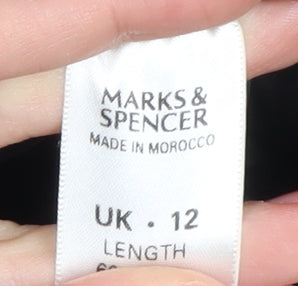 MARKS &
SPENCER
MADE IN MOROCCO
UK · 12
LENGTH